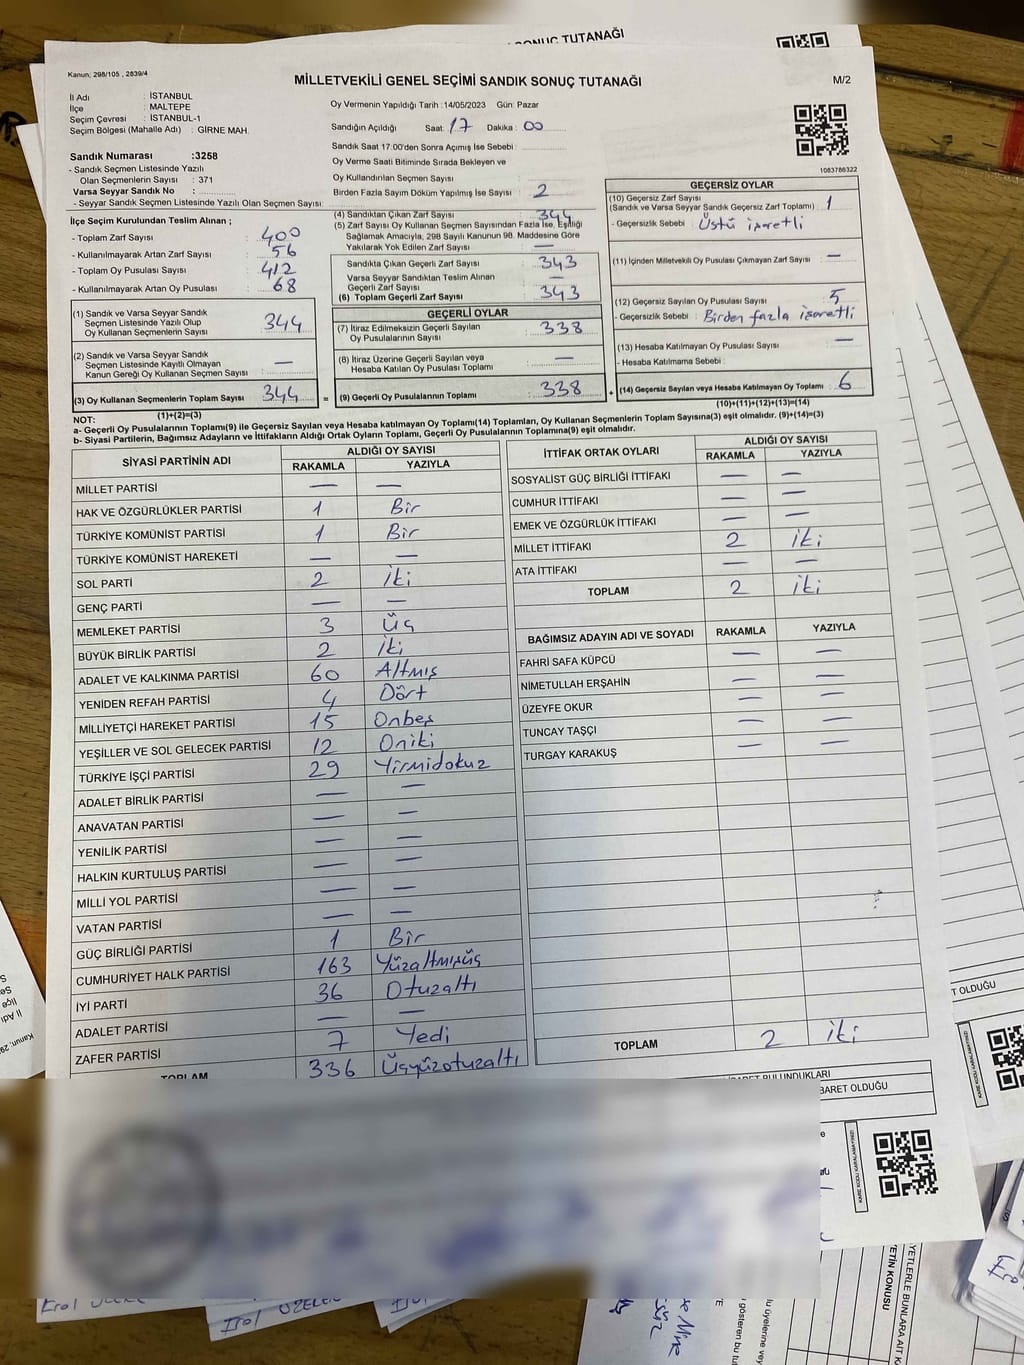 SONUÇ TUTANAĞI
Kanun; 298/105 , 2839/4
MİLLETVEKİLİ GENEL SEÇİMİ SANDIK SONUÇ TUTANAĞI
M/2
İl Adı : İSTANBUL
İlçe : MALTEPE
Seçim Çevresi : İSTANBUL-1
Seçim Bölgesi (Mahalle Adı) : GİRNE MAH.
Oy Vermenin Yapıldığı Tarih :14/05/2023 Gün: Pazar
Sandığın Açıldığı Saat: 17 Dakika : 00
Sandık Saat 17:00'den Sonra Açımış İse Sebebi :
Oy Verme Saati Bitiminde Sırada Bekleyen ve
Oy Kullandırılan Seçmen Sayısı :
Birden Fazla Sayım Döküm Yapılmış İse Sayısı : 2
1083786322
Sandık Numarası :3258
- Sandık Seçmen Listesinde Yazılı
Olan Seçmenlerin Sayısı : 371
Varsa Seyyar Sandık No :
- Seyyar Sandık Seçmen Listesinde Yazılı Olan Seçmen Sayısı:
İlçe Seçim Kurulundan Teslim Alınan ;
- Toplam Zarf Sayısı : 400
- Kullanılmayarak Artan Zarf Sayısı : 56
- Toplam Oy Pusulası Sayısı : 412
- Kullanılmayarak Artan Oy Pusulası : 68
(4) Sandıktan Çıkan Zarf Sayısı : 344
(5) Zarf Sayısı Oy Kullanan Seçmen Sayısından Fazla İse, Eşitliği
Sağlamak Amacıyla, 298 Sayılı Kanunun 98. Maddesine Göre
Yakılarak Yok Edilen Zarf Sayısı : —
Sandıkta Çıkan Geçerli Zarf Sayısı : 343
Varsa Seyyar Sandıktan Teslim Alınan
Geçerli Zarf Sayısı : —
(6) Toplam Geçerli Zarf Sayısı : 343
GEÇERSİZ OYLAR
(10) Geçersiz Zarf Sayısı
(Sandık ve Varsa Seyyar Sandık Geçersiz Zarf Toplamı) : 1
- Geçersizlik Sebebi : Üstü işaretli
(11) İçinden Milletvekili Oy Pusulası Çıkmayan Zarf Sayısı : —
(12) Geçersiz Sayılan Oy Pusulası Sayısı : 5
- Geçersizlik Sebebi : Birden fazla işaretli
(13) Hesaba Katılmayan Oy Pusulası Sayısı : —
- Hesaba Katılmama Sebebi :
(14) Geçersiz Sayılan veya Hesaba Katılmayan Oy Toplamı : 6
(10)+(11)+(12)+(13)=(14)
(1) Sandık ve Varsa Seyyar Sandık
Seçmen Listesinde Yazılı Olup
Oy Kullanan Seçmenlerin Sayısı : 344
(2) Sandık ve Varsa Seyyar Sandık
Seçmen Listesinde Kayıtlı Olmayan
Kanun Gereği Oy Kullanan Seçmen Sayısı : —
(3) Oy Kullanan Seçmenlerin Toplam Sayısı : 344
(1)+(2)=(3)
GEÇERLİ OYLAR
(7) İtiraz Edilmeksizin Geçerli Sayılan
Oy Pusulalarının Sayısı : 338
(8) İtiraz Üzerine Geçerli Sayılan veya
Hesaba Katılan Oy Pusulası Toplamı : —
= (9) Geçerli Oy Pusulalarının Toplamı : 338 +
NOT:
a- Geçerli Oy Pusulalarının Toplamı(9) ile Geçersiz Sayılan veya Hesaba katılmayan Oy Toplamı(14) Toplamları, Oy Kullanan Seçmenlerin Toplam Sayısına(3) eşit olmalıdır. (9)+(14)=(3)
b- Siyasi Partilerin, Bağımsız Adayların ve İttifakların Aldığı Ortak Oyların Toplamı, Geçerli Oy Pusulalarının Toplamına(9) eşit olmalıdır.
SİYASİ PARTİNİN ADI
ALDIĞI OY SAYISI
RAKAMLA YAZIYLA
MİLLET PARTİSİ — —
HAK VE ÖZGÜRLÜKLER PARTİSİ 1 Bir
TÜRKİYE KOMÜNİST PARTİSİ 1 Bir
TÜRKİYE KOMÜNİST HAREKETİ — —
SOL PARTİ 2 İki
GENÇ PARTİ — —
MEMLEKET PARTİSİ 3 Üç
BÜYÜK BİRLİK PARTİSİ 2 İki
ADALET VE KALKINMA PARTİSİ 60 Altmış
YENİDEN REFAH PARTİSİ 4 Dört
MİLLİYETÇİ HAREKET PARTİSİ 15 Onbeş
YEŞİLLER VE SOL GELECEK PARTİSİ 12 Oniki
TÜRKİYE İŞÇİ PARTİSİ 29 Yirmidokuz
ADALET BİRLİK PARTİSİ — —
ANAVATAN PARTİSİ — —
YENİLİK PARTİSİ — —
HALKIN KURTULUŞ PARTİSİ — —
MİLLİ YOL PARTİSİ — —
VATAN PARTİSİ — —
GÜÇ BİRLİĞİ PARTİSİ 1 Bir
CUMHURİYET HALK PARTİSİ 163 Yüzaltmışüç
İYİ PARTİ 36 Otuzaltı
ADALET PARTİSİ — —
ZAFER PARTİSİ 7 Yedi
TOPLAM 336 Üçyüzotuzaltı
İTTİFAK ORTAK OYLARI
ALDIĞI OY SAYISI
RAKAMLA YAZIYLA
SOSYALİST GÜÇ BİRLİĞİ İTTİFAKI — —
CUMHUR İTTİFAKI — —
EMEK VE ÖZGÜRLÜK İTTİFAKI — —
MİLLET İTTİFAKI 2 İki
ATA İTTİFAKI — —
TOPLAM 2 İki
BAĞIMSIZ ADAYIN ADI VE SOYADI RAKAMLA YAZIYLA
FAHRİ SAFA KÜPCÜ — —
NİMETULLAH ERŞAHİN — —
ÜZEYFE OKUR — —
TUNCAY TAŞÇI — —
TURGAY KARAKUŞ — —
TOPLAM 2 İki
BULUNDUKLARI
İBARET OLDUĞU
T OLDUĞU
KARE KODU KARALAMAYINIZ!
KARE KODU KARALAMAYINIZ!
Kanun; 29
İl Adı
İlçe
Erol
Erol
YETLERLE BUNLARA AİT
ETİN KONUSU
lu üyelerine vey
gösteren bu tu